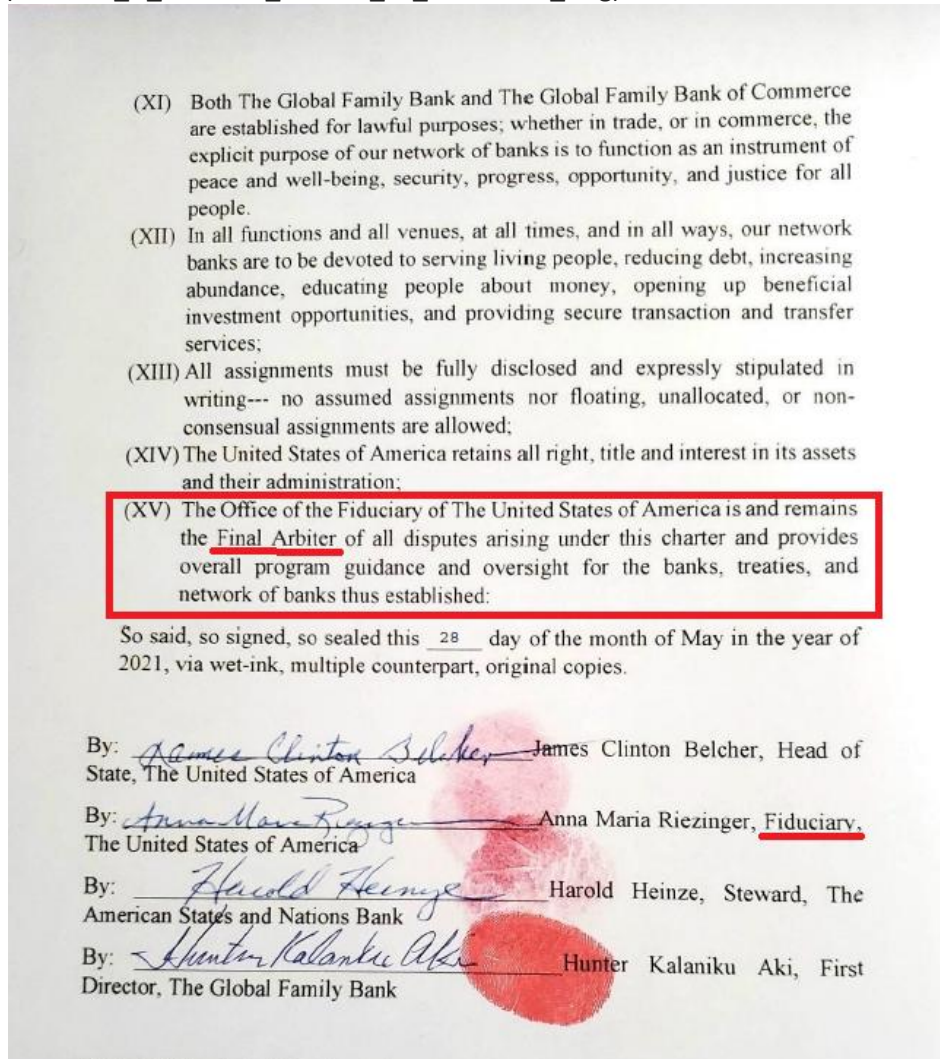 (XI) Both The Global Family Bank and The Global Family Bank of Commerce
are established for lawful purposes; whether in trade, or in commerce, the
explicit purpose of our network of banks is to function as an instrument of
peace and well-being, security, progress, opportunity, and justice for all
people.
(XII) In all functions and all venues, at all times, and in all ways, our network
banks are to be devoted to serving living people, reducing debt, increasing
abundance, educating people about money, opening up beneficial
investment opportunities, and providing secure transaction and transfer
services;
(XIII) All assignments must be fully disclosed and expressly stipulated in
writing--- no assumed assignments nor floating, unallocated, or non-
consensual assignments are allowed;
(XIV) The United States of America retains all right, title and interest in its assets
and their administration;
(XV) The Office of the Fiduciary of The United States of America is and remains
the Final Arbiter of all disputes arising under this charter and provides
overall program guidance and oversight for the banks, treaties, and
network of banks thus established:
So said, so signed, so sealed this 28 day of the month of May in the year of
2021, via wet-ink, multiple counterpart, original copies.
By: James Clinton Belcher James Clinton Belcher, Head of
State, The United States of America
By: Anna Maria Riezinger Anna Maria Riezinger, Fiduciary,
The United States of America
By: Harold Heinze Harold Heinze, Steward, The
American States and Nations Bank
By: Hunter Kalaniku Aki Hunter Kalaniku Aki, First
Director, The Global Family Bank